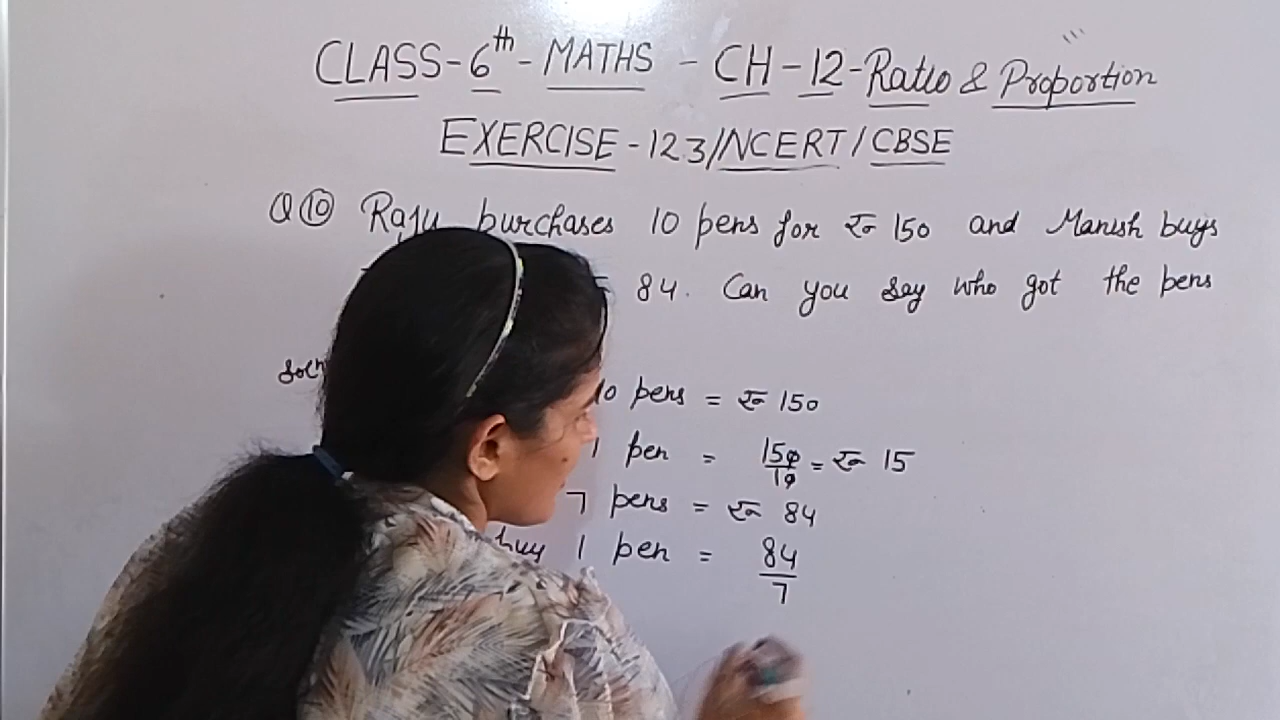 CLASS-6th-MATHS - CH-12-Ratio & Proportion
EXERCISE-12.3/NCERT/CBSE
Q 10 Raju purchases 10 pens for रु 150 and Manish buys
84. Can you say who got the pens
Soln
10 pens = रु 150
1 pen = 150/10 = रु 15
7 pens = रु 84
buy 1 pen = 84/7